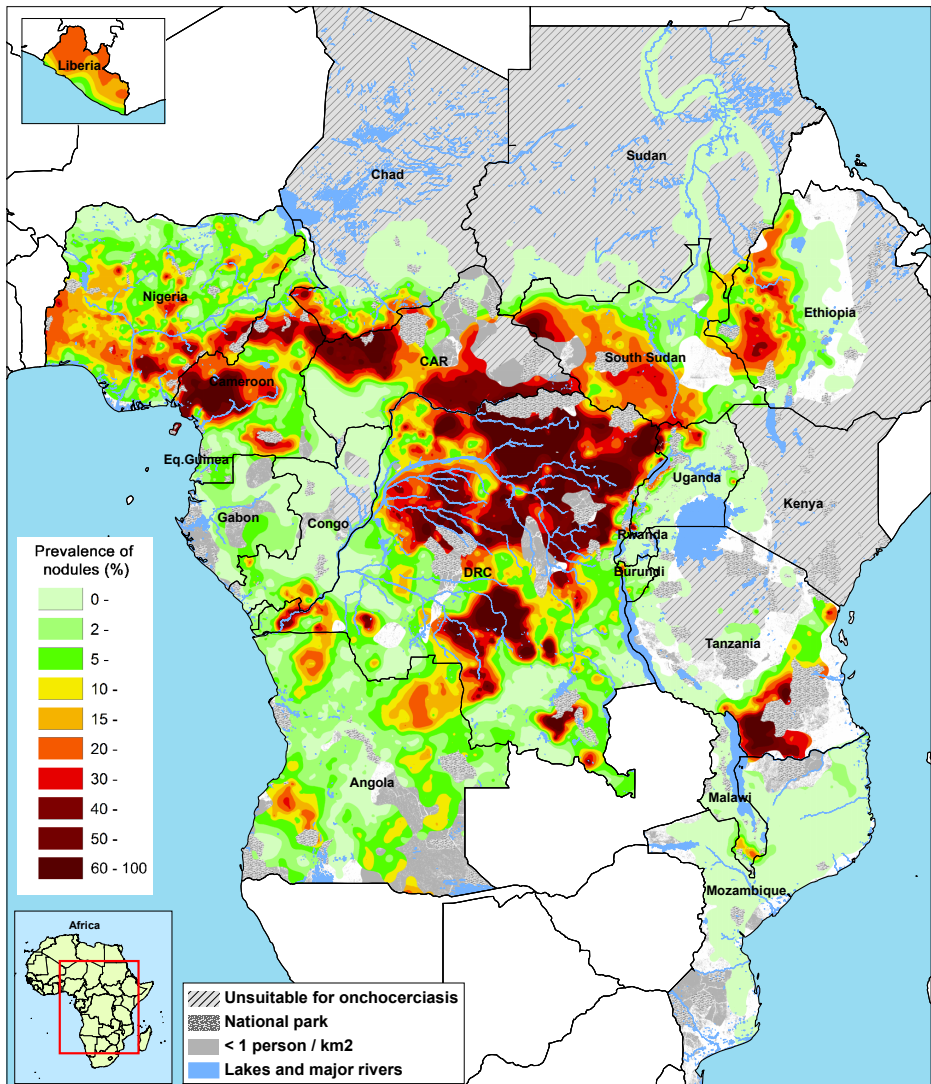 Liberia
Chad
Sudan
Nigeria
Ethiopia
CAR
South Sudan
Cameroon
Eq.Guinea
Uganda
Kenya
Gabon
Congo
Rwanda
DRC
Burundi
Tanzania
Angola
Malawi
Mozambique
Prevalence of
nodules (%)
0 -
2 -
5 -
10 -
15 -
20 -
30 -
40 -
50 -
60 - 100
Africa
Unsuitable for onchocerciasis
National park
< 1 person / km2
Lakes and major rivers